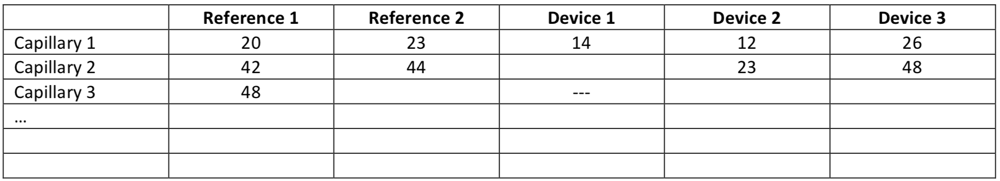 Reference 1 Reference 2 Device 1 Device 2 Device 3
Capillary 1 20 23 14 12 26
Capillary 2 42 44 23 48
Capillary 3 48 ---
...